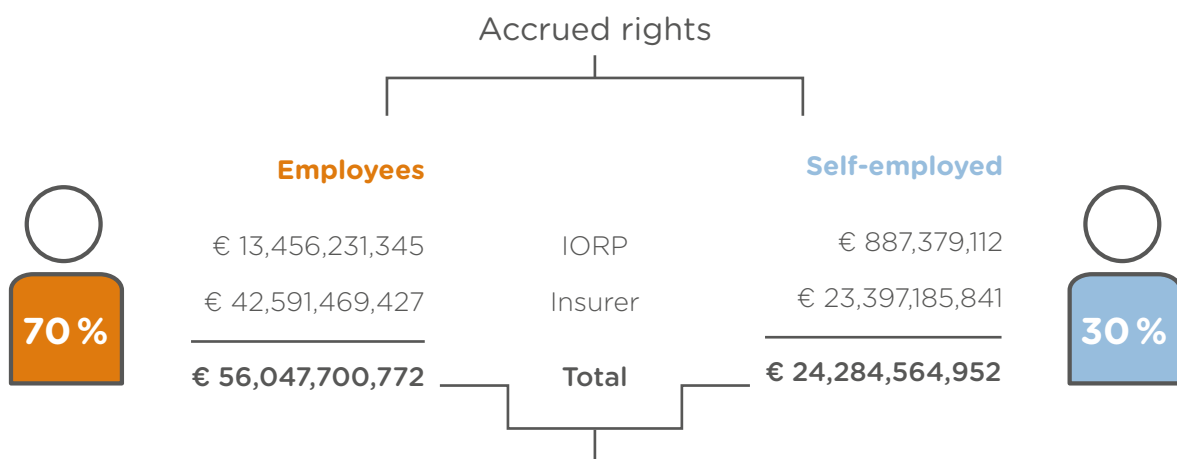 Accrued rights
Employees Self-employed
€ 13,456,231,345 IORP € 887,379,112
€ 42,591,469,427 Insurer € 23,397,185,841
70 % 30 %
€ 56,047,700,772 Total € 24,284,564,952